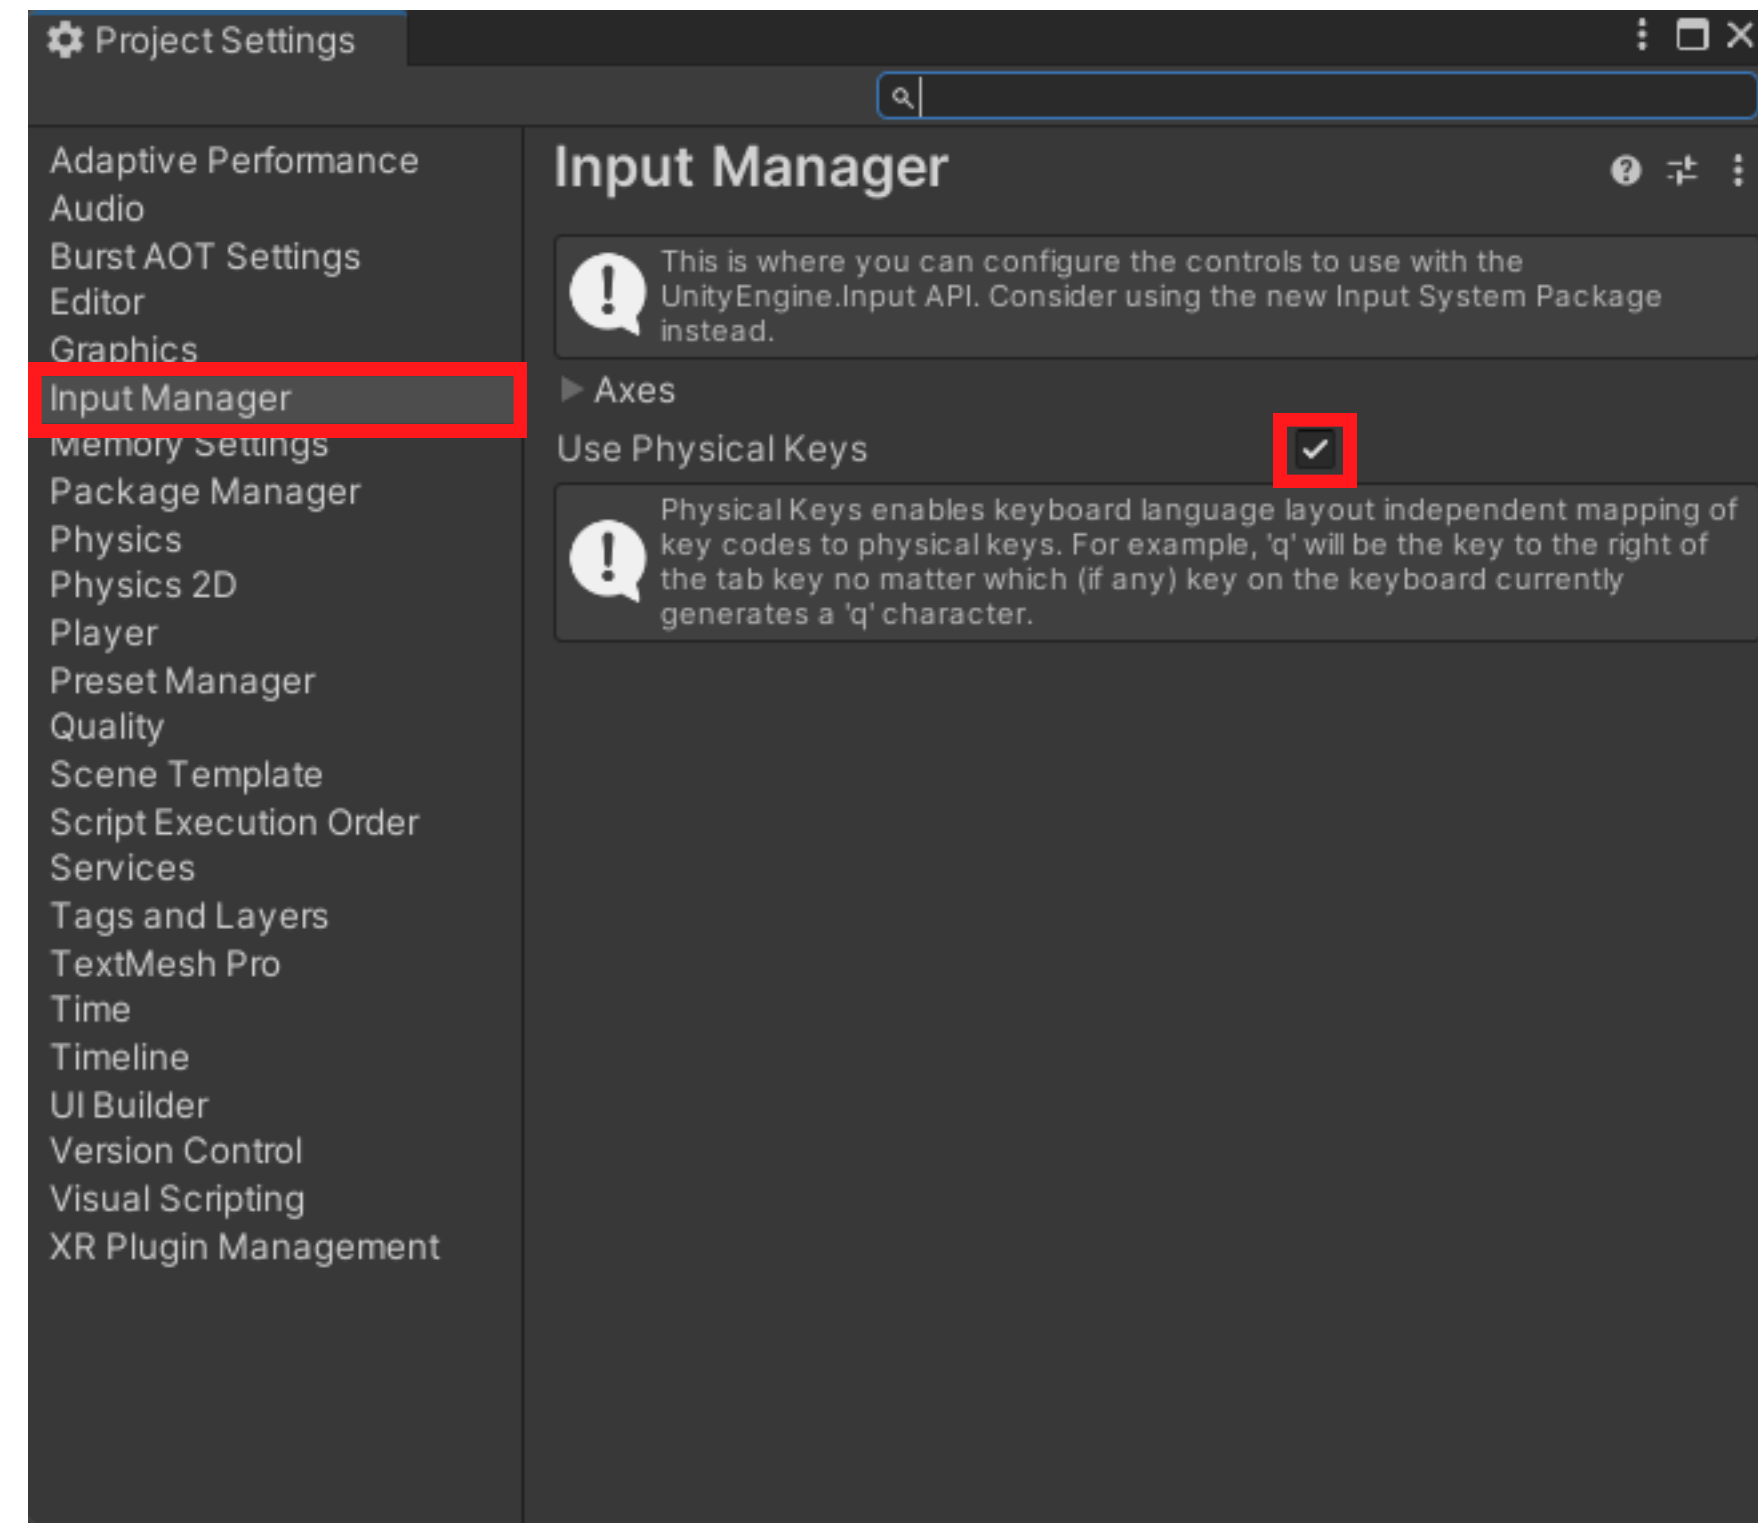 Project Settings
Adaptive Performance
Audio
Burst AOT Settings
Editor
Graphics
Input Manager
Memory Settings
Package Manager
Physics
Physics 2D
Player
Preset Manager
Quality
Scene Template
Script Execution Order
Services
Tags and Layers
TextMesh Pro
Time
Timeline
UI Builder
Version Control
Visual Scripting
XR Plugin Management
Input Manager
This is where you can configure the controls to use with the
UnityEngine.Input API. Consider using the new Input System Package
instead.
Axes
Use Physical Keys
Physical Keys enables keyboard language layout independent mapping of
key codes to physical keys. For example, 'q' will be the key to the right of
the tab key no matter which (if any) key on the keyboard currently
generates a 'q' character.